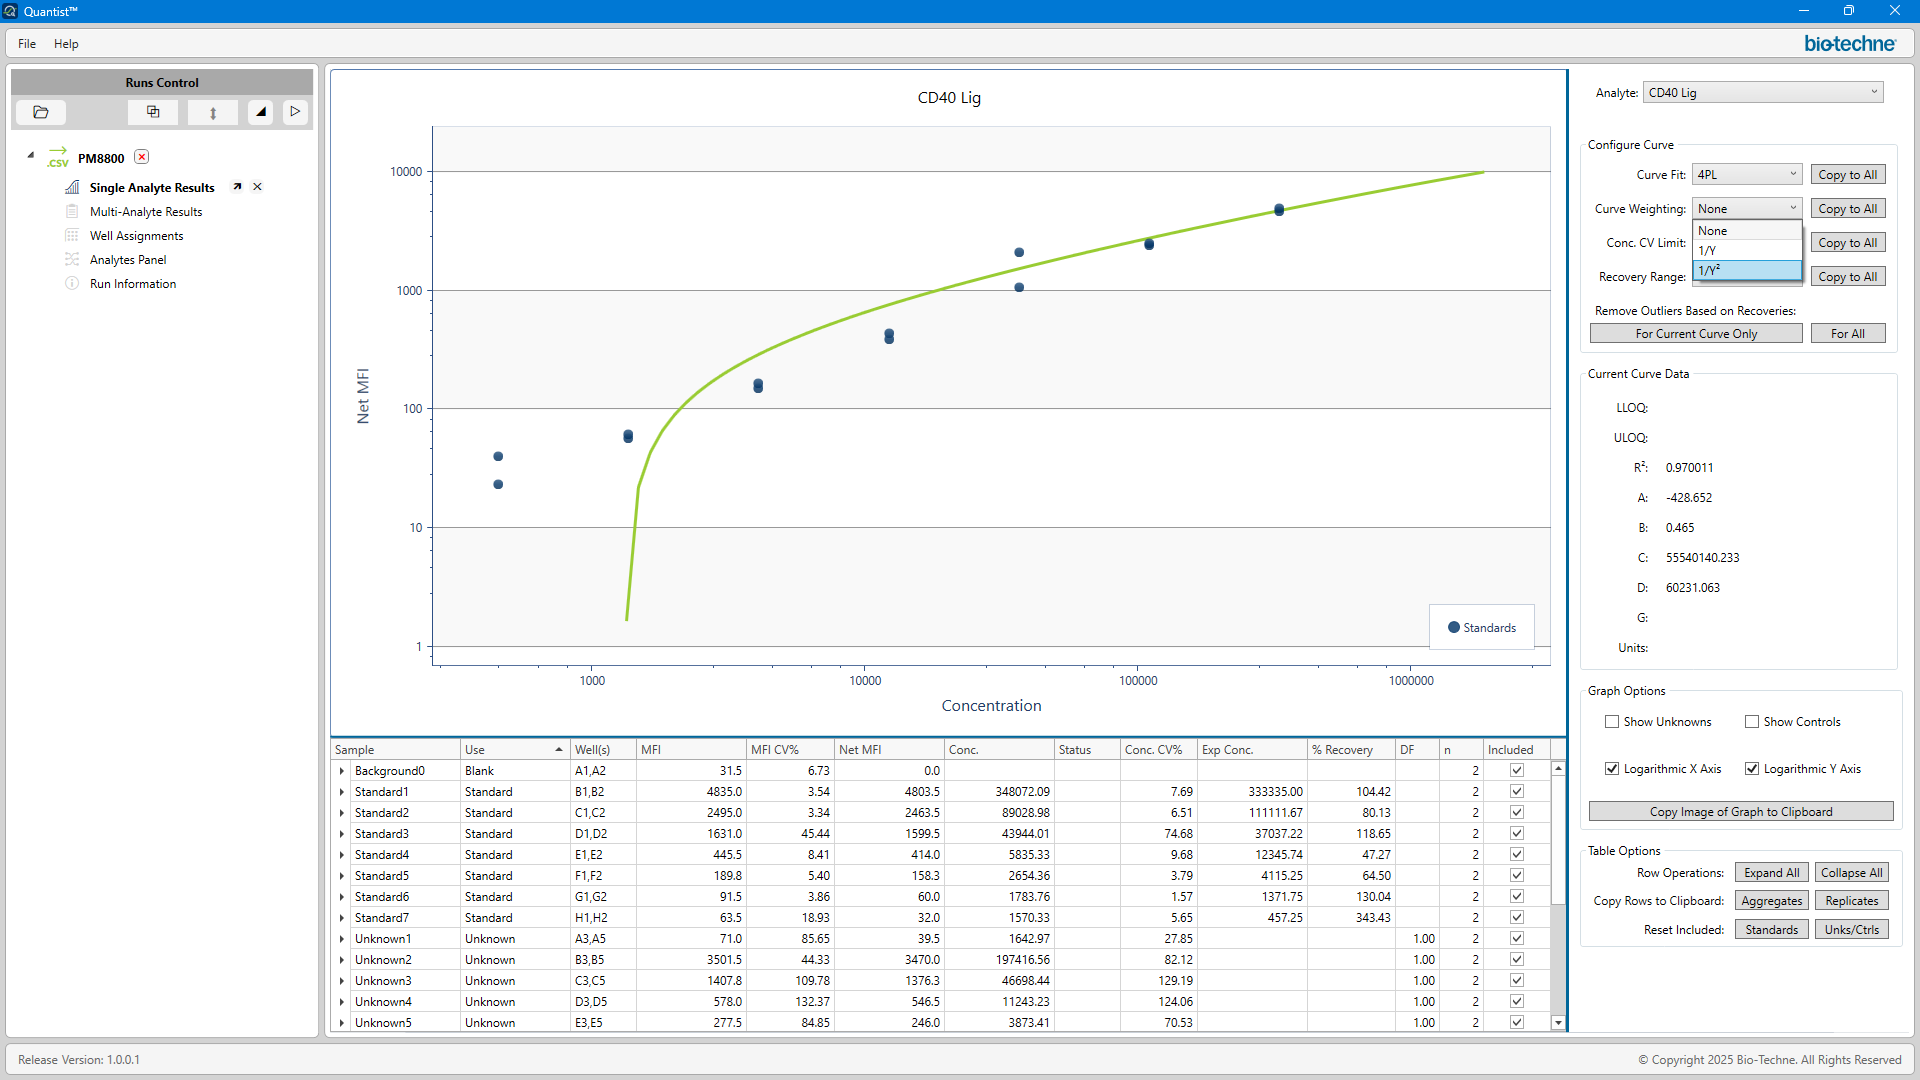 Quantist™
File Help
bio-techne
Runs Control
.CSV PM8800
Single Analyte Results
Multi-Analyte Results
Well Assignments
Analytes Panel
Run Information
CD40 Lig
10000
1000
100
10
1
Net MFI
Standards
1000 10000 100000 1000000
Concentration
Sample Use Well(s) MFI MFI CV% Net MFI Conc. Status Conc. CV% Exp Conc. % Recovery DF n Included
Background0 Blank A1,A2 31.5 6.73 0.0 2
Standard1 Standard B1,B2 4835.0 3.54 4803.5 348072.09 7.69 333335.00 104.42 2
Standard2 Standard C1,C2 2495.0 3.34 2463.5 89028.98 6.51 111111.67 80.13 2
Standard3 Standard D1,D2 1631.0 45.44 1599.5 43944.01 74.68 37037.22 118.65 2
Standard4 Standard E1,E2 445.5 8.41 414.0 5835.33 9.68 12345.74 47.27 2
Standard5 Standard F1,F2 189.8 5.40 158.3 2654.36 3.79 4115.25 64.50 2
Standard6 Standard G1,G2 91.5 3.86 60.0 1783.76 1.57 1371.75 130.04 2
Standard7 Standard H1,H2 63.5 18.93 32.0 1570.33 5.65 457.25 343.43 2
Unknown1 Unknown A3,A5 71.0 85.65 39.5 1642.97 27.85 1.00 2
Unknown2 Unknown B3,B5 3501.5 44.33 3470.0 197416.56 82.12 1.00 2
Unknown3 Unknown C3,C5 1407.8 109.78 1376.3 46698.44 129.19 1.00 2
Unknown4 Unknown D3,D5 578.0 132.37 546.5 11243.23 124.06 1.00 2
Unknown5 Unknown E3,E5 277.5 84.85 246.0 3873.41 70.53 1.00 2
Analyte: CD40 Lig
Configure Curve
Curve Fit: 4PL Copy to All
Curve Weighting: None Copy to All
None
1/Y
1/Y²
Conc. CV Limit: Copy to All
Recovery Range: Copy to All
Remove Outliers Based on Recoveries:
For Current Curve Only For All
Current Curve Data
LLOQ:
ULOQ:
R²: 0.970011
A: -428.652
B: 0.465
C: 55540140.233
D: 60231.063
G:
Units:
Graph Options
Show Unknowns Show Controls
Logarithmic X Axis Logarithmic Y Axis
Copy Image of Graph to Clipboard
Table Options
Row Operations: Expand All Collapse All
Copy Rows to Clipboard: Aggregates Replicates
Reset Included: Standards Unks/Ctrls
Release Version: 1.0.0.1
© Copyright 2025 Bio-Techne. All Rights Reserved